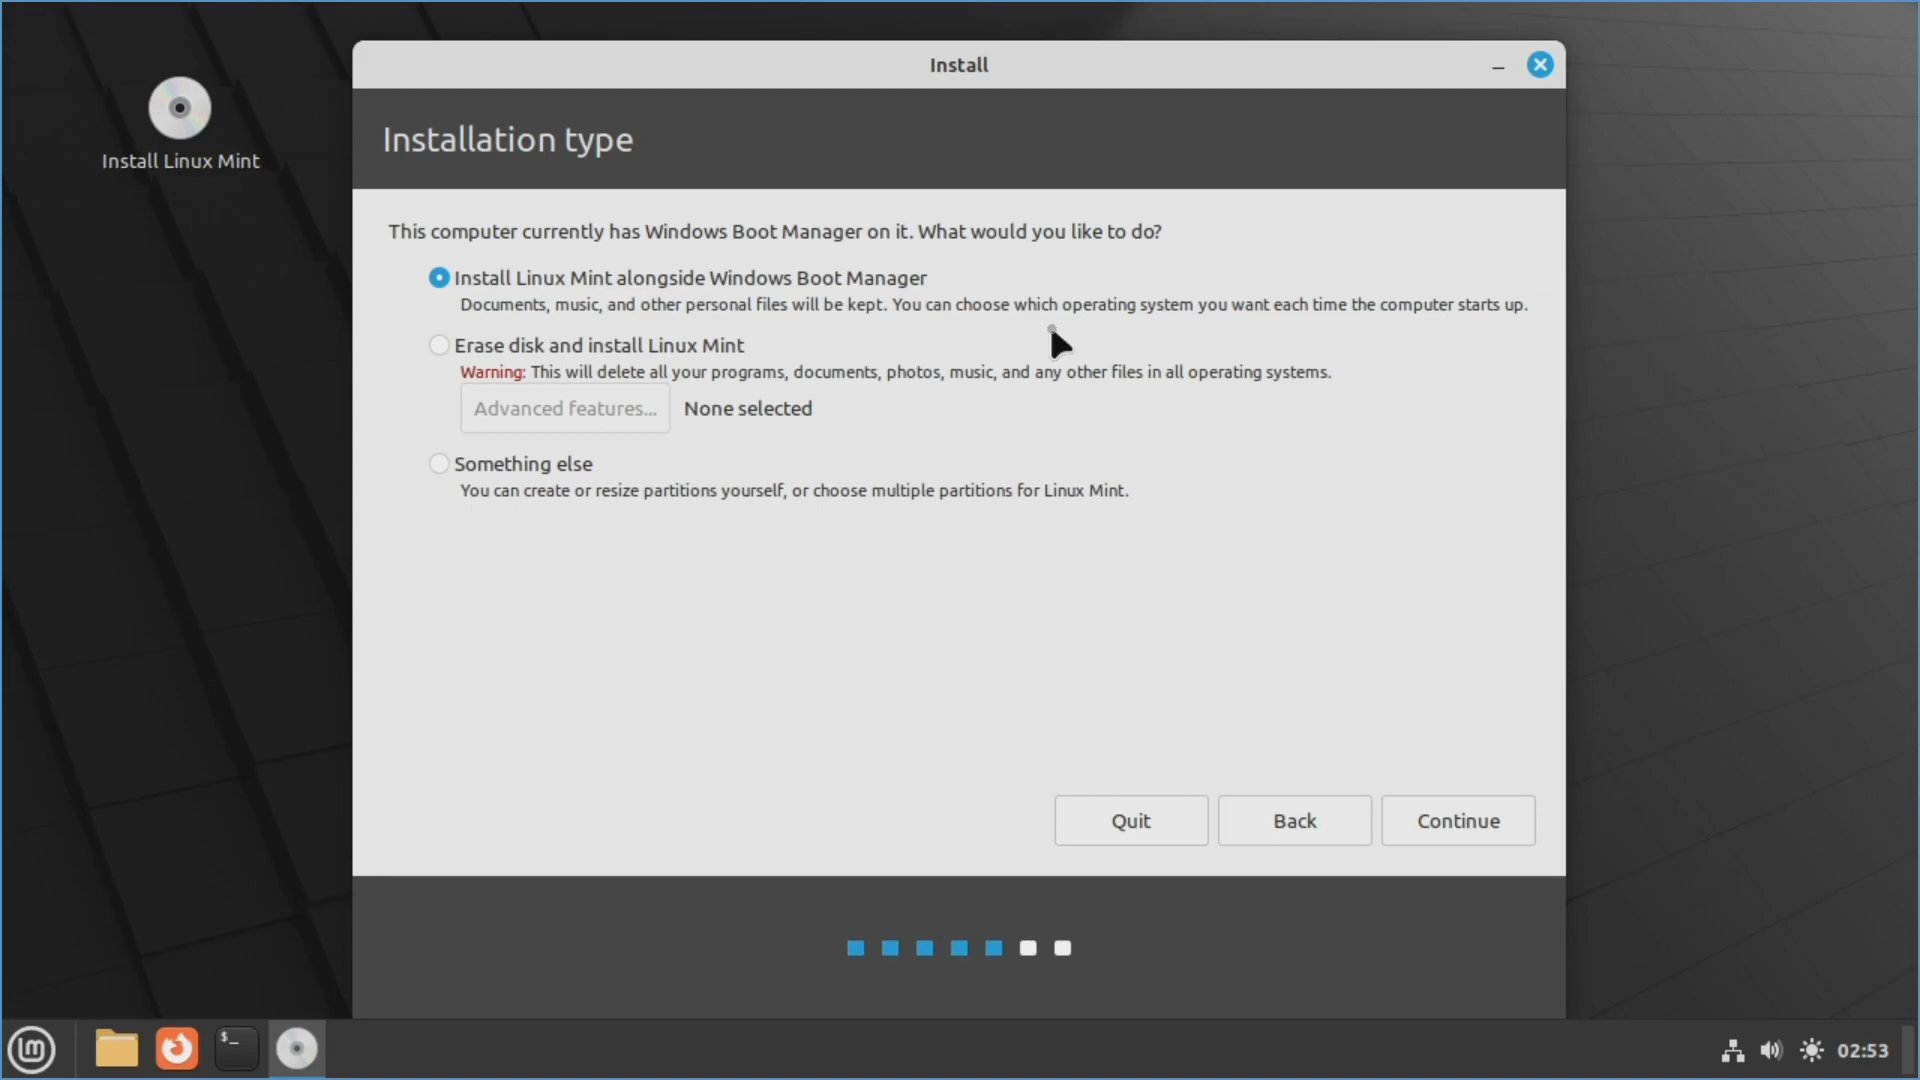 Install
Install Linux Mint
Installation type
This computer currently has Windows Boot Manager on it. What would you like to do?
Install Linux Mint alongside Windows Boot Manager
Documents, music, and other personal files will be kept. You can choose which operating system you want each time the computer starts up.
Erase disk and install Linux Mint
Warning: This will delete all your programs, documents, photos, music, and any other files in all operating systems.
Advanced features... None selected
Something else
You can create or resize partitions yourself, or choose multiple partitions for Linux Mint.
Quit Back Continue
$_
02:53